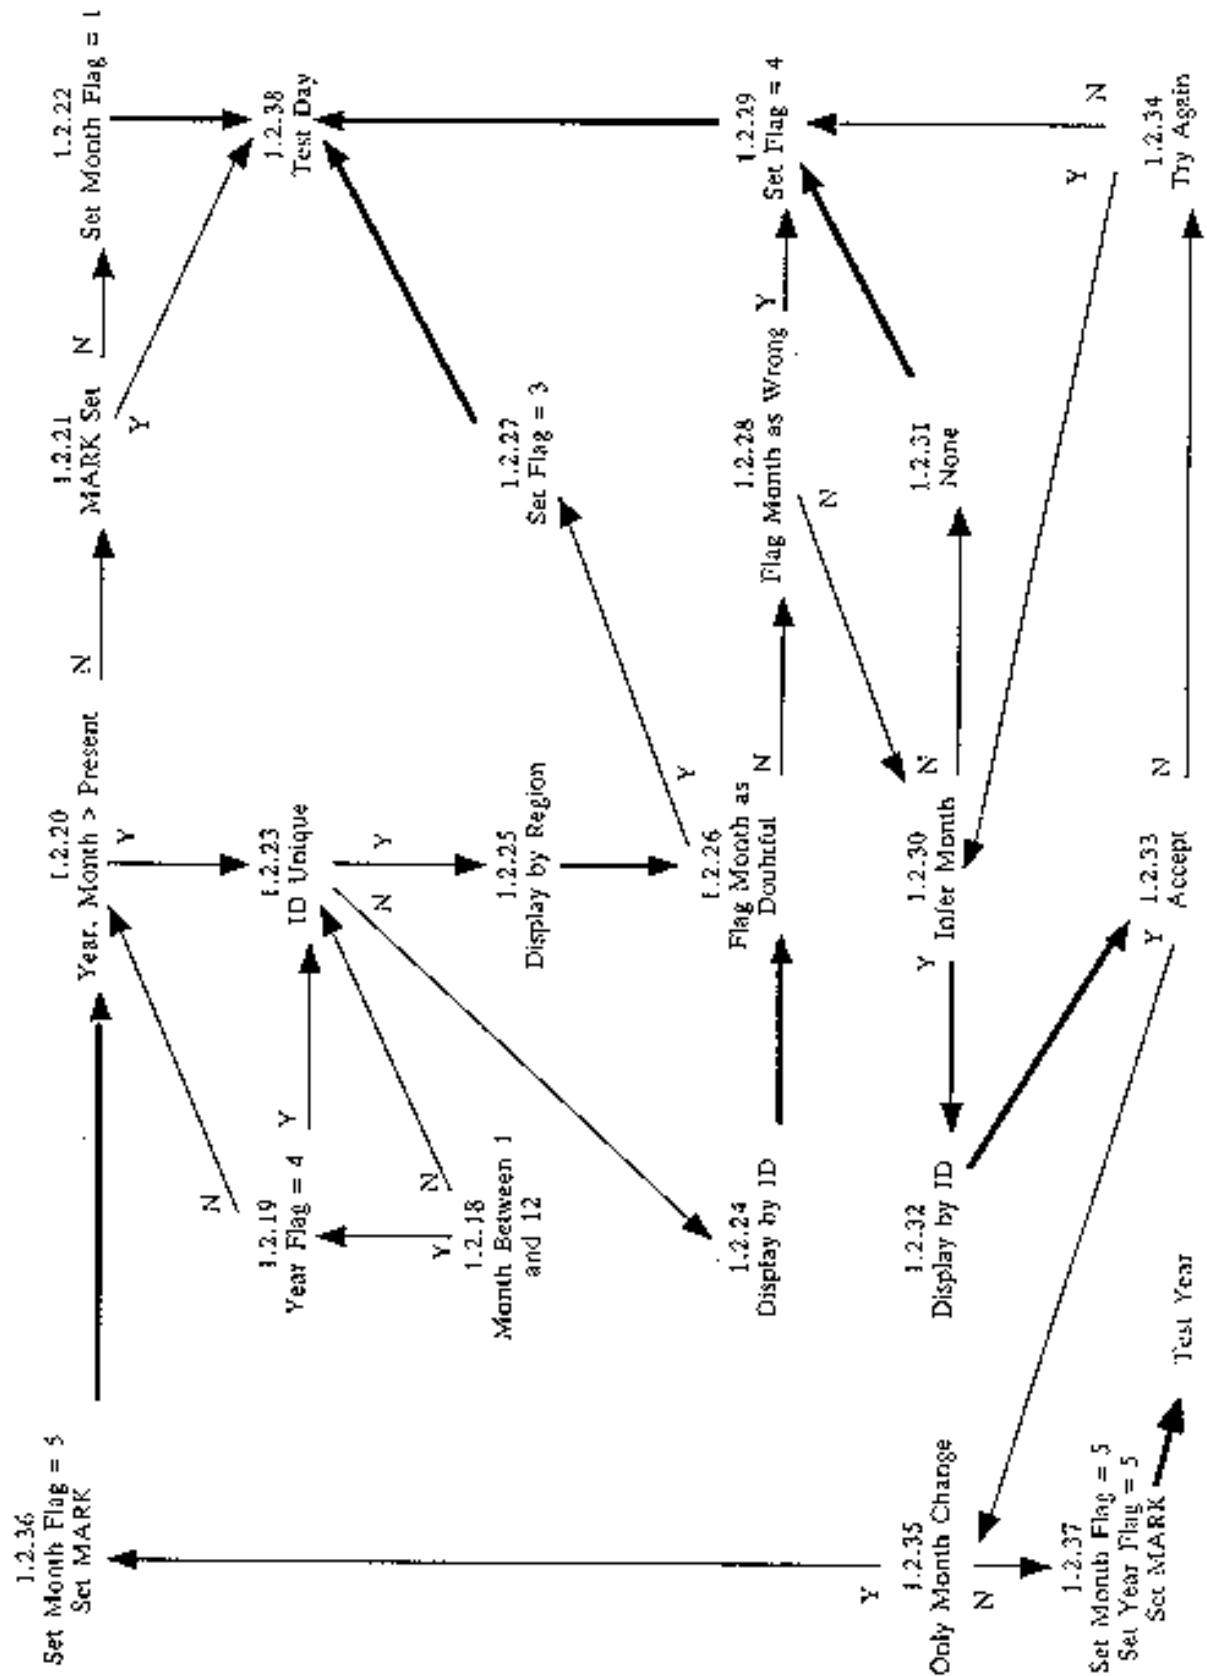 1.2.36
Set Month Flag = 5
Set MARK
1.2.20
Year, Month > Present
N
Y
1.2.21
MARK Set
N
Y
1.2.22
Set Month Flag = 1
N
1.2.19
Year Flag = 4
Y
1.2.23
ID Unique
Y
N
1.2.38
Test Day
Y
N
1.2.18
Month Between 1
and 12
1.2.25
Display by Region
1.2.27
Set Flag = 3
1.2.24
Display by ID
1.2.26
Flag Month as
Doubtful
Y
N
1.2.28
Flag Month as Wrong
Y
N
1.2.29
Set Flag = 4
1.2.32
Display by ID
1.2.30
Y Infer Month
N
1.2.31
None
Y
1.2.35
Only Month Change
N
1.2.37
Set Month Flag = 5
Set Year Flag = 5
Set MARK
Test Year
Y
1.2.33
Accept
N
Y
N
1.2.34
Try Again